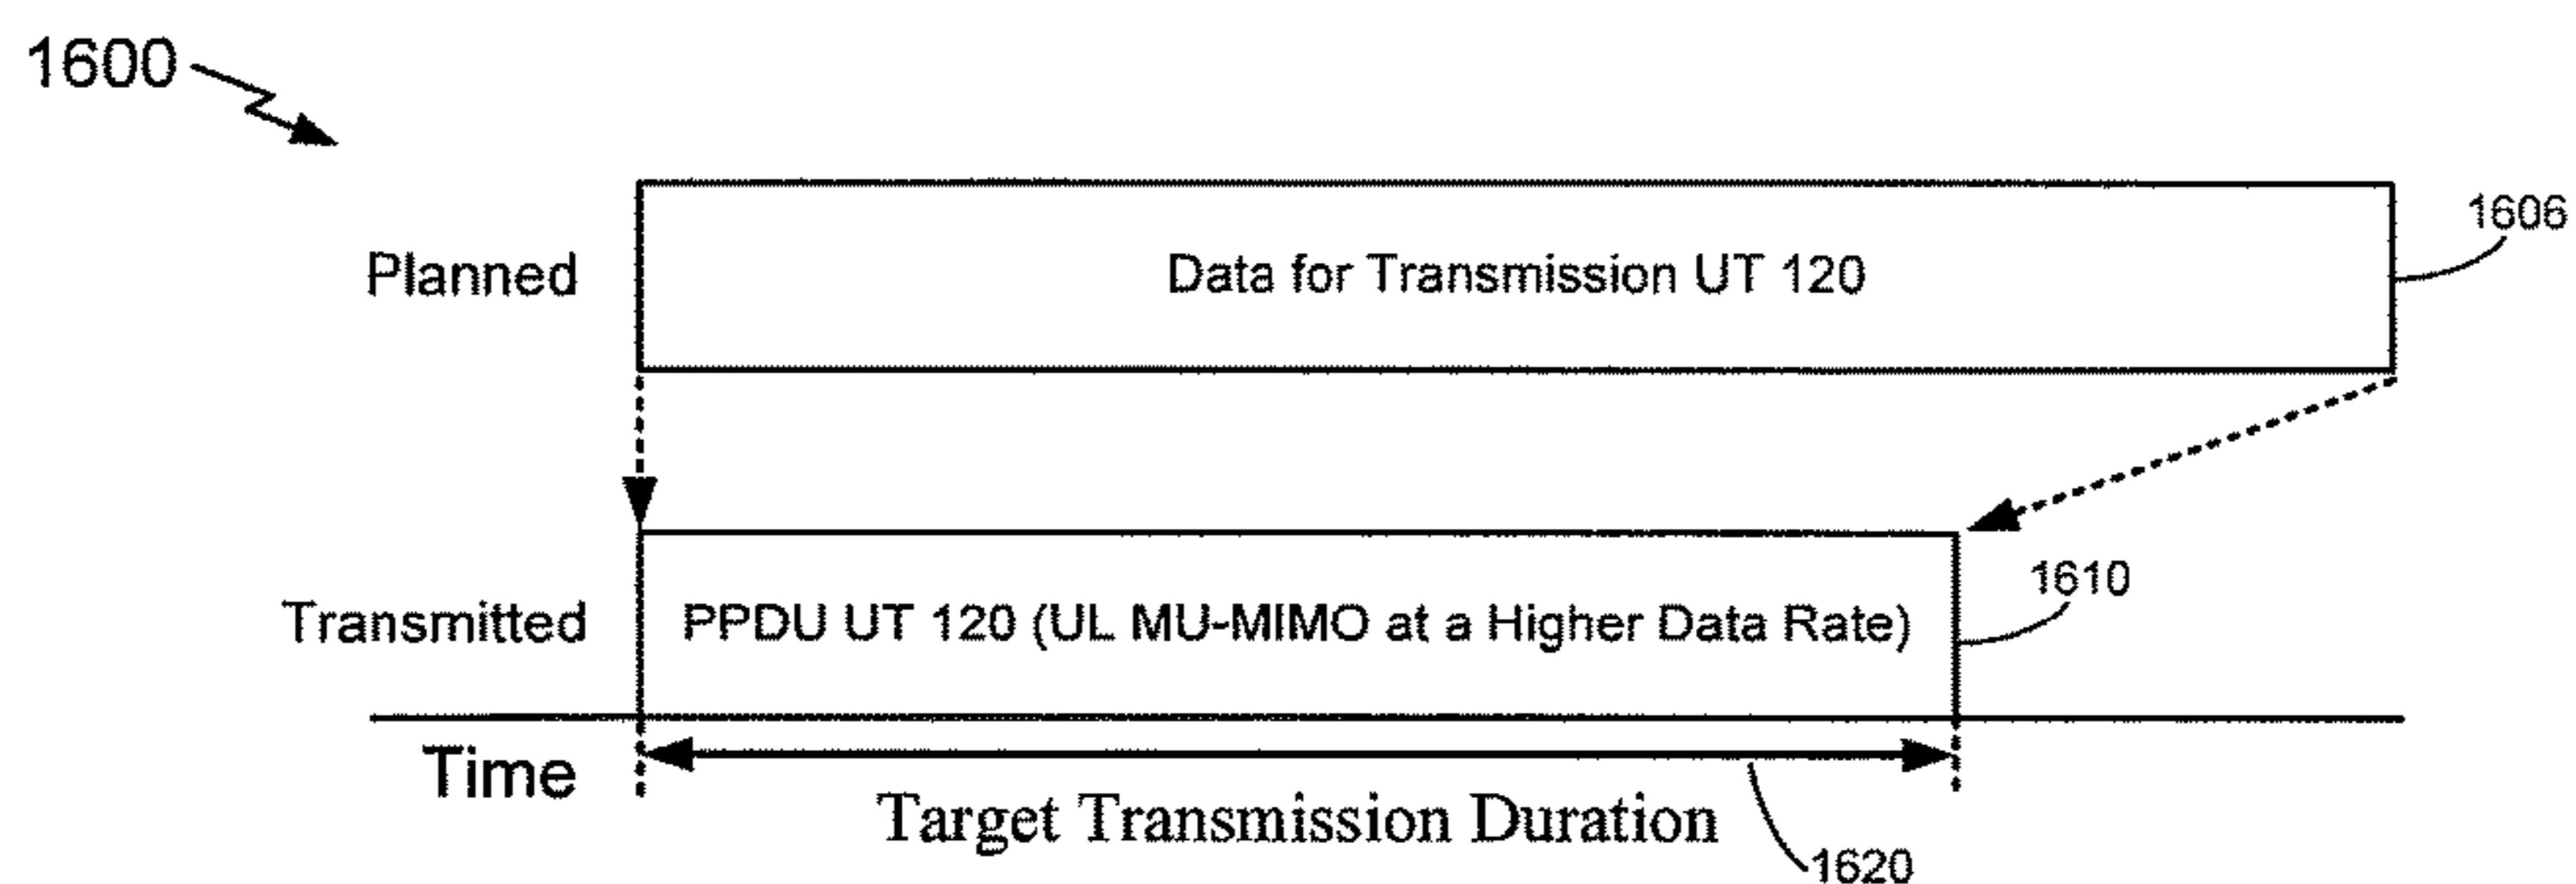 1600
1606
Planned
Data for Transmission UT 120
1610
Transmitted
PPDU UT 120 (UL MU-MIMO at a Higher Data Rate)
Time
Target Transmission Duration
1620